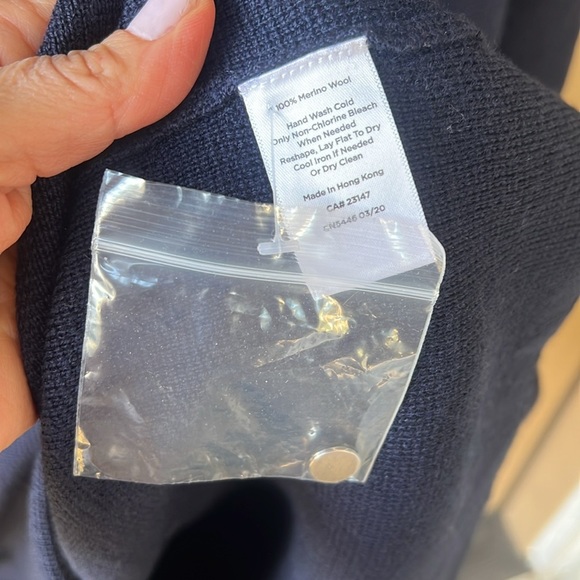 100% Merino Wool
Hand Wash Cold
Only Non-Chlorine Bleach
When Needed
Reshape, Lay Flat To Dry
Cool Iron If Needed
Or Dry Clean
Made in Hong Kong
CA# 23147
CN5446 03/20